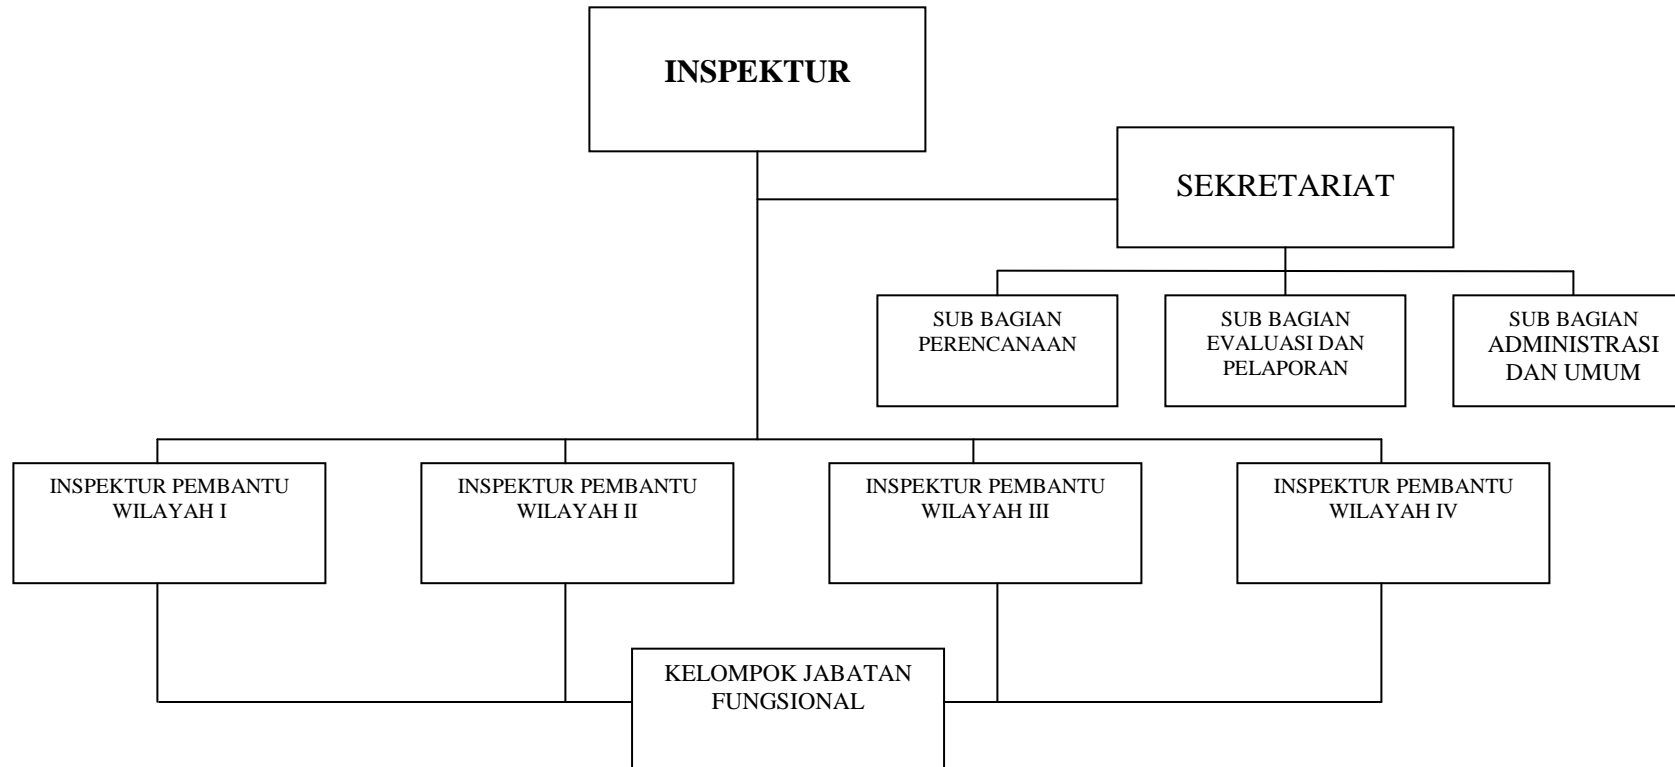 INSPEKTUR
SEKRETARIAT
SUB BAGIAN
PERENCANAAN
SUB BAGIAN
EVALUASI DAN
PELAPORAN
SUB BAGIAN
ADMINISTRASI
DAN UMUM
INSPEKTUR PEMBANTU
WILAYAH I
INSPEKTUR PEMBANTU
WILAYAH II
INSPEKTUR PEMBANTU
WILAYAH III
INSPEKTUR PEMBANTU
WILAYAH IV
KELOMPOK JABATAN
FUNGSIONAL